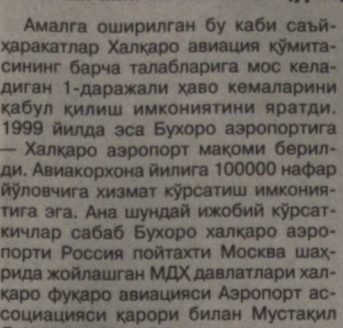 Амалга оширилган бу каби саъй-
ҳаракатлар Халқаро авиация қўмита-
сининг барча талабларига мос кела-
диган 1-даражали ҳаво кемаларини
қабул қилиш имкониятини яратди.
1999 йилда эса Бухоро аэропортига
— Халқаро аэропорт мақоми берил-
ди. Авиакорхона йилига 100000 нафар
йўловчига хизмат кўрсатиш имкония-
тига эга. Ана шундай ижобий кўрсат-
кичлар сабаб Бухоро халқаро аэро-
порти Россия пойтахти Москва шаҳ-
рида жойлашган МДҲ давлатлари хал-
қаро фуқаро авиацияси Аэропорт ас-
социацияси қарори билан Мустақил